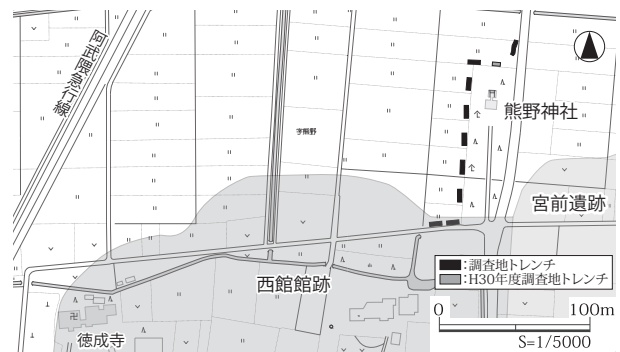 阿武隈急行線
熊野神社
字熊野
宮前遺跡
■:調査地トレンチ
■:H30年度調査地トレンチ
西館館跡
0 100m
S=1/5000
徳成寺